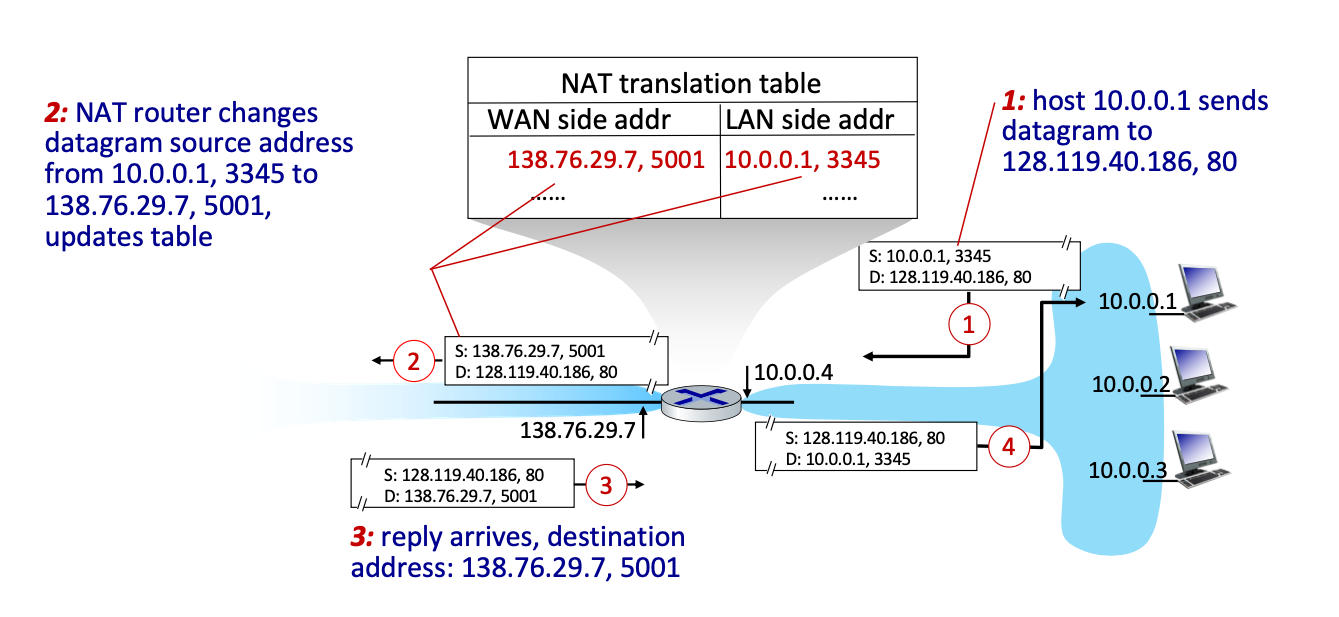 NAT translation table
WAN side addr
LAN side addr
138.76.29.7, 5001
10.0.0.1, 3345
......
......
2: NAT router changes
datagram source address
from 10.0.0.1, 3345 to
138.76.29.7, 5001,
updates table
1: host 10.0.0.1 sends
datagram to
128.119.40.186, 80
S: 10.0.0.1, 3345
D: 128.119.40.186, 80
1
10.0.0.1
S: 138.76.29.7, 5001
D: 128.119.40.186, 80
2
10.0.0.4
10.0.0.2
138.76.29.7
S: 128.119.40.186, 80
D: 10.0.0.1, 3345
4
10.0.0.3
S: 128.119.40.186, 80
D: 138.76.29.7, 5001
3
3: reply arrives, destination
address: 138.76.29.7, 5001